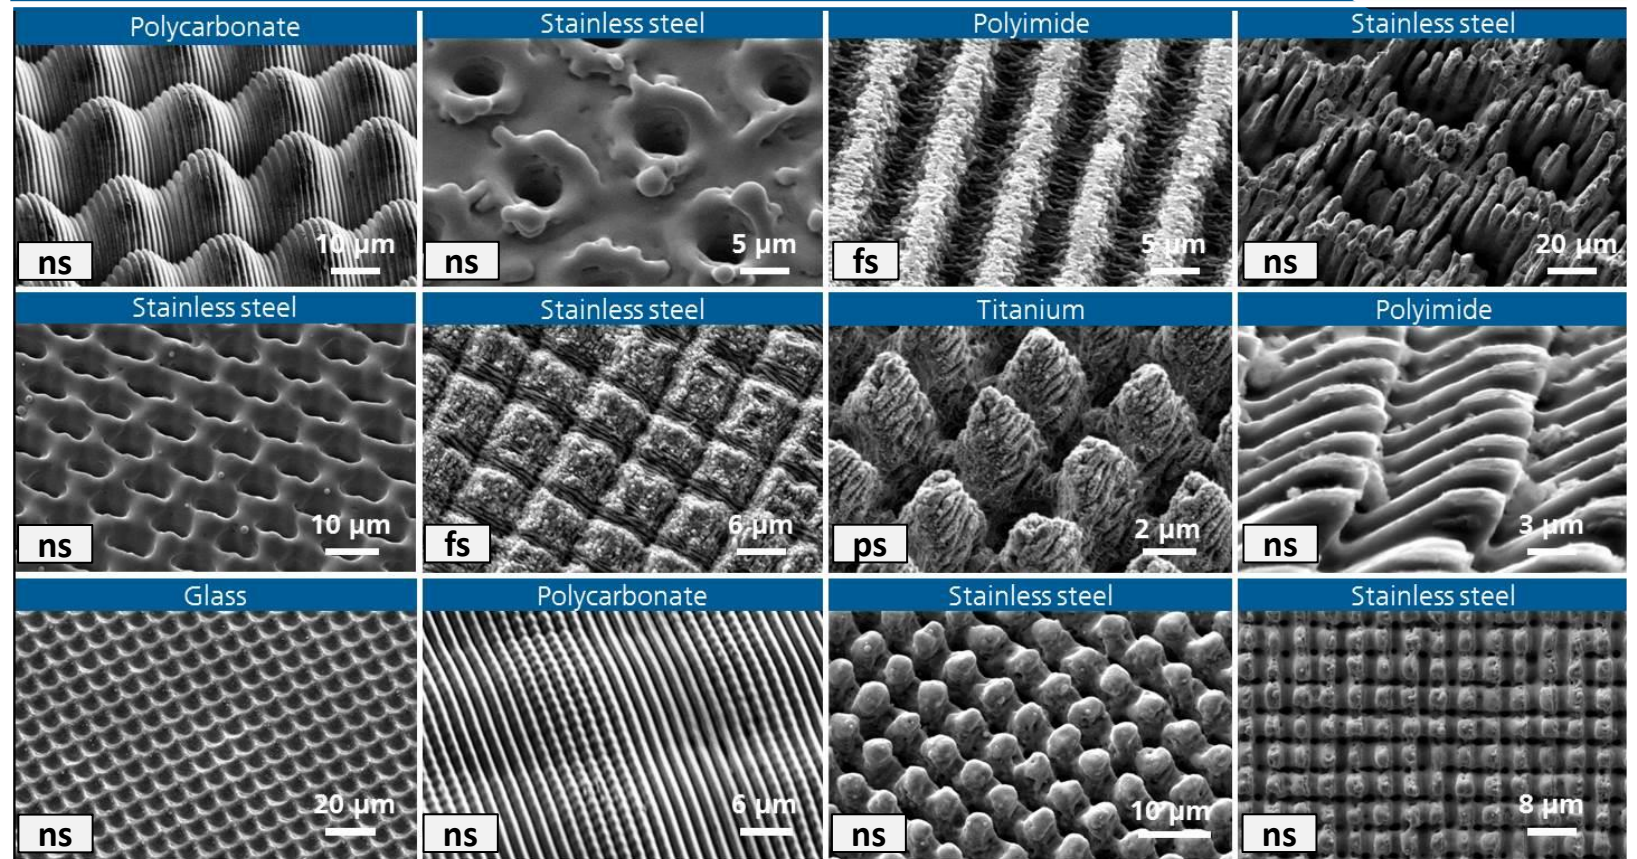 Polycarbonate
Stainless steel
Polyimide
Stainless steel
ns
10 µm
ns
5 µm
fs
5 µm
ns
20 µm
Stainless steel
Stainless steel
Titanium
Polyimide
ns
10 µm
fs
6 µm
ps
2 µm
ns
3 µm
Glass
Polycarbonate
Stainless steel
Stainless steel
ns
20 µm
ns
6 µm
ns
10 µm
ns
8 µm